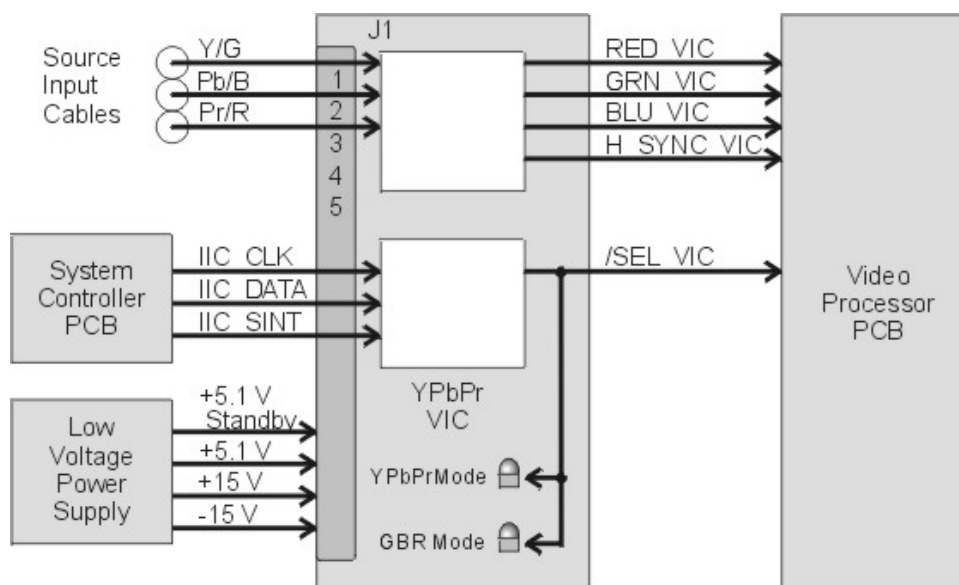 J1
Source
Input
Cables
Y/G
Pb/B
Pr/R
1
2
3
4
5
RED VIC
GRN VIC
BLU VIC
H SYNC VIC
System
Controller
PCB
IIC CLK
IIC DATA
IIC SINT
/SEL VIC
Video
Processor
PCB
YPbPr
VIC
Low
Voltage
Power
Supply
+5.1 V
Standby
+5.1 V
+15 V
-15 V
YPbPrMode
GBR Mode